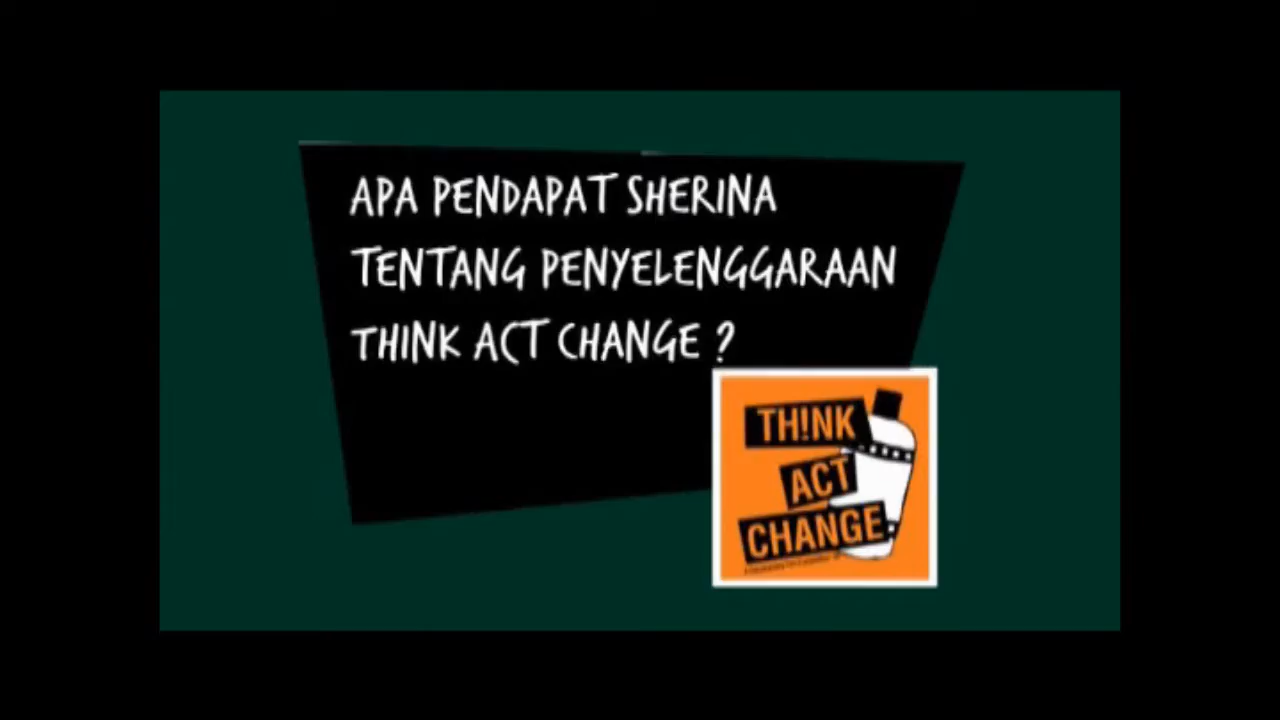 APA PENDAPAT SHERINA
TENTANG PENYELENGGARAAN
THINK ACT CHANGE ?
TH!NK
ACT
CHANGE